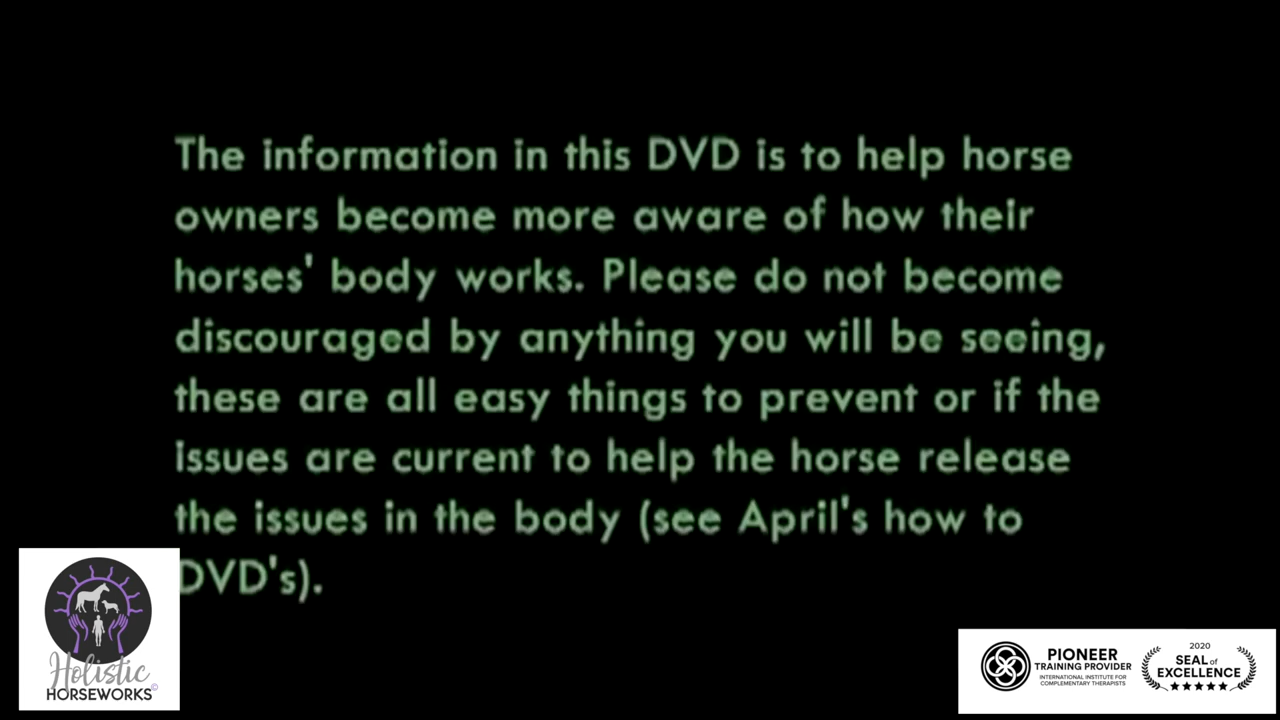 The information in this DVD is to help horse
owners become more aware of how their
horses' body works. Please do not become
discouraged by anything you will be seeing,
these are all easy things to prevent or if the
issues are current to help the horse release
the issues in the body (see April's how to
DVD's).
Holistic
HORSEWORKS©
PIONEER
TRAINING PROVIDER
INTERNATIONAL INSTITUTE FOR
COMPLEMENTARY THERAPISTS
2020
SEAL of
EXCELLENCE